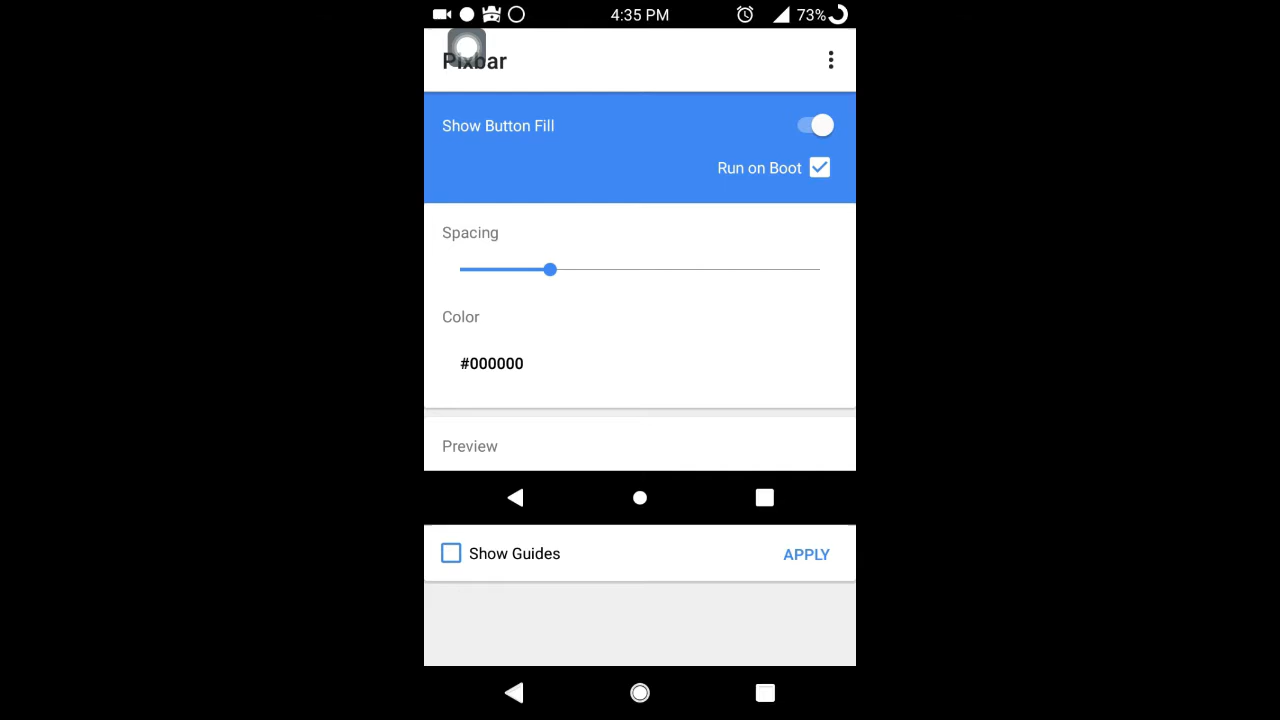 4:35 PM 73%
Pixbar
Show Button Fill
Run on Boot
Spacing
Color
#000000
Preview
Show Guides APPLY